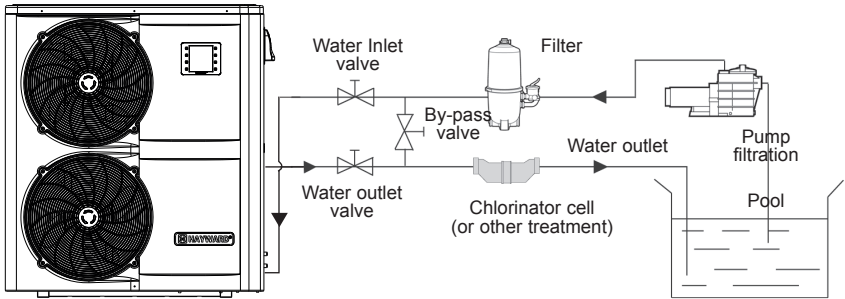 Water Inlet
valve
Filter
By-pass
valve
Pump
filtration
Water outlet
Water outlet
valve
Chlorinator cell
(or other treatment)
Pool
HAYWARD®